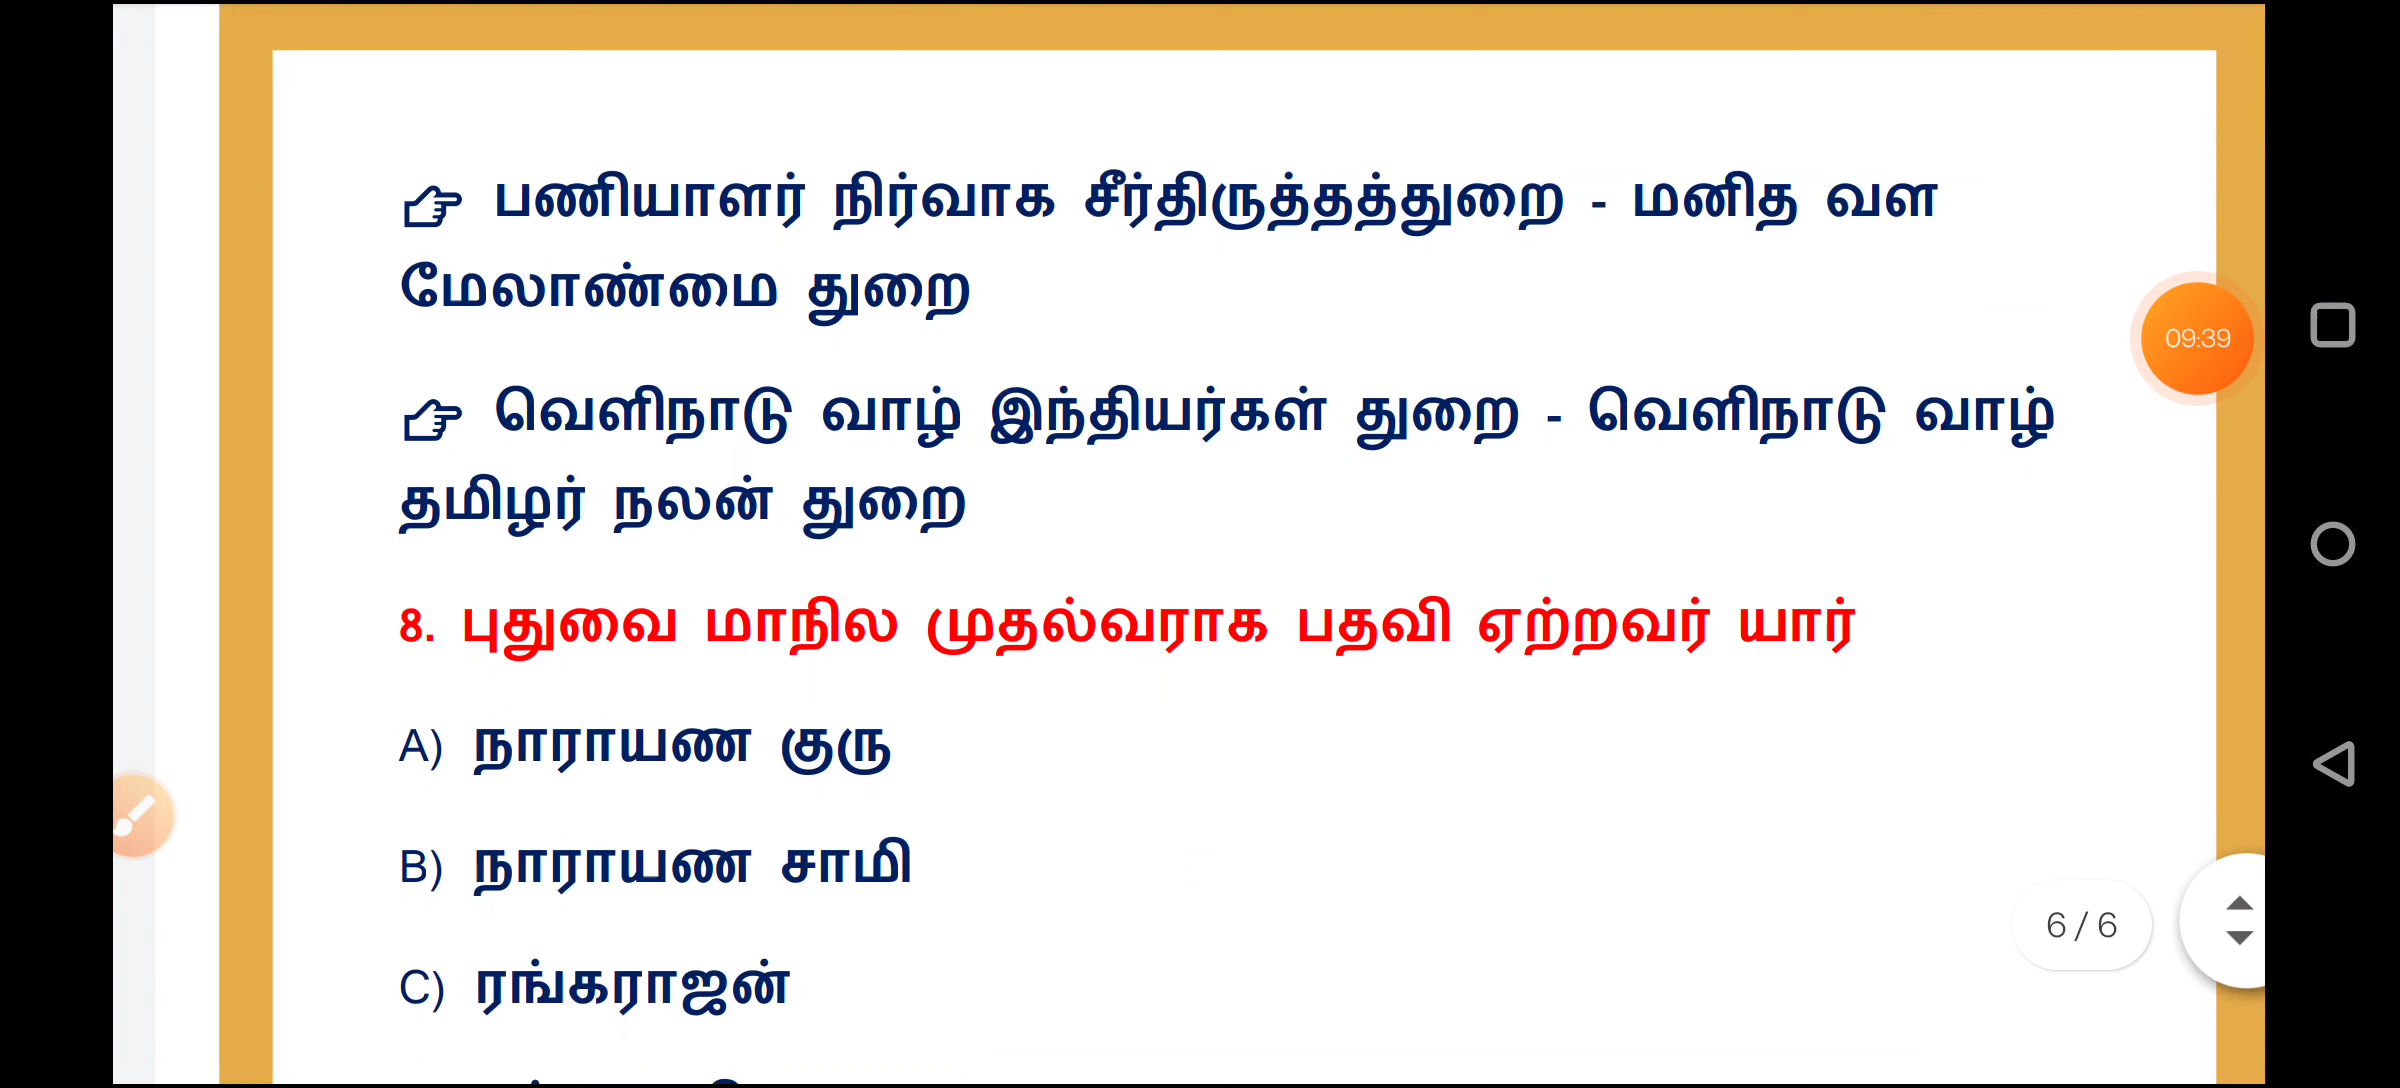 ☞ பணியாளர் நிர்வாக சீர்திருத்தத்துறை - மனித வள
மேலாண்மை துறை
☞ வெளிநாடு வாழ் இந்தியர்கள் துறை - வெளிநாடு வாழ்
தமிழர் நலன் துறை
09:39
8. புதுவை மாநில முதல்வராக பதவி ஏற்றவர் யார்
A) நாராயண குரு
B) நாராயண சாமி
6 / 6
C) ரங்கராஜன்